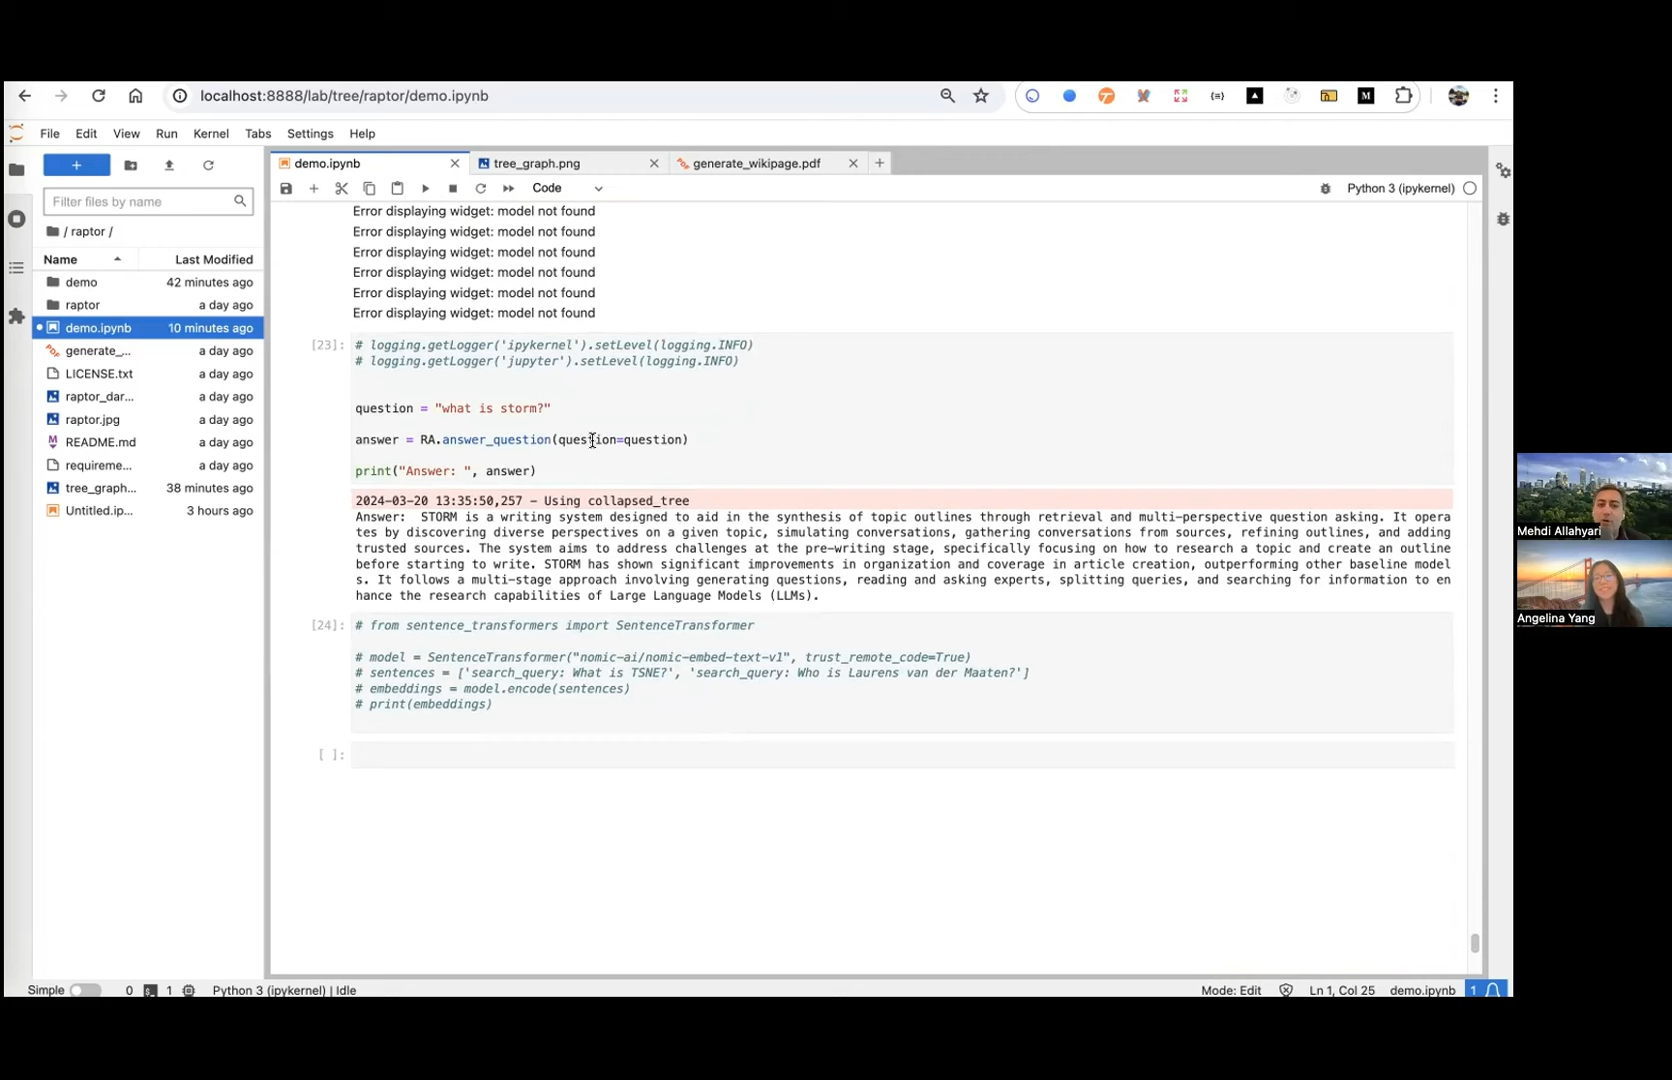 localhost:8888/lab/tree/raptor/demo.ipynb
File Edit View Run Kernel Tabs Settings Help
demo.ipynb
tree_graph.png
generate_wikipage.pdf
Code
Python 3 (ipykernel)
Filter files by name
/ raptor /
Name Last Modified
demo 42 minutes ago
raptor a day ago
demo.ipynb 10 minutes ago
generate_... a day ago
LICENSE.txt a day ago
raptor_dar... a day ago
raptor.jpg a day ago
README.md a day ago
requireme... a day ago
tree_graph... 38 minutes ago
Untitled.ip... 3 hours ago
Error displaying widget: model not found
Error displaying widget: model not found
Error displaying widget: model not found
Error displaying widget: model not found
Error displaying widget: model not found
Error displaying widget: model not found
[23]: # logging.getLogger('ipykernel').setLevel(logging.INFO)
# logging.getLogger('jupyter').setLevel(logging.INFO)
question = "what is storm?"
answer = RA.answer_question(question=question)
print("Answer: ", answer)
2024-03-20 13:35:50,257 - Using collapsed_tree
Answer:  STORM is a writing system designed to aid in the synthesis of topic outlines through retrieval and multi-perspective question asking. It opera
tes by discovering diverse perspectives on a given topic, simulating conversations, gathering conversations from sources, refining outlines, and adding
trusted sources. The system aims to address challenges at the pre-writing stage, specifically focusing on how to research a topic and create an outline
before starting to write. STORM has shown significant improvements in organization and coverage in article creation, outperforming other baseline model
s. It follows a multi-stage approach involving generating questions, reading and asking experts, splitting queries, and searching for information to en
hance the research capabilities of Large Language Models (LLMs).
[24]: # from sentence_transformers import SentenceTransformer
# model = SentenceTransformer("nomic-ai/nomic-embed-text-v1", trust_remote_code=True)
# sentences = ['search_query: What is TSNE?', 'search_query: Who is Laurens van der Maaten?']
# embeddings = model.encode(sentences)
# print(embeddings)
[ ]:
Mehdi Allahyari
Angelina Yang
Simple 0 1 Python 3 (ipykernel) | Idle
Mode: Edit Ln 1, Col 25 demo.ipynb 1